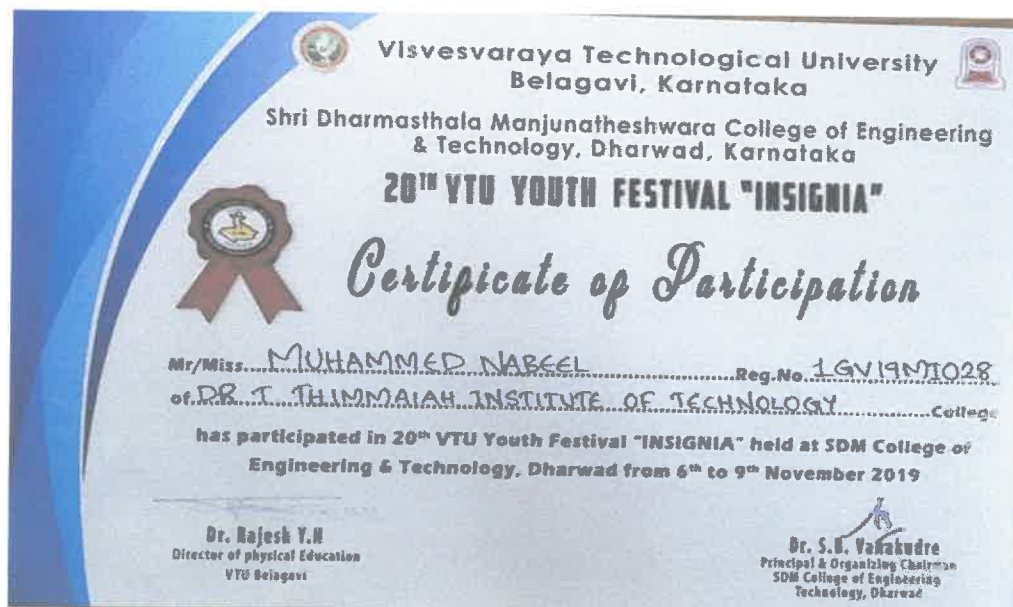 Visvesvaraya Technological University
Belagavi, Karnataka
Shri Dharmasthala Manjunatheshwara College of Engineering
& Technology, Dharwad, Karnataka
20TH VTU YOUTH FESTIVAL "INSIGNIA"
Certificate of Participation
Mr/Miss....MUHAMMED NABEEL....Reg.No. 1GV19MI028
of.DR. T. THIMMAIAH INSTITUTE OF TECHNOLOGY....College
has participated in 20th VTU Youth Festival "INSIGNIA" held at SDM College of
Engineering & Technology, Dharwad from 6th to 9th November 2019
Dr. Rajesh Y.H
Director of physical Education
VTU Belagavi
Dr. S.B. Vanakudre
Principal & Organizing Chairman
SDM College of Engineering
Technology, Dharwad